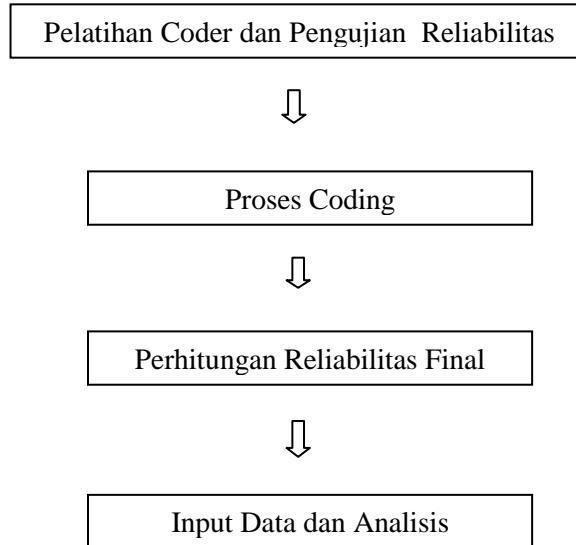 Pelatihan Coder dan Pengujian Reliabilitas
Proses Coding
Perhitungan Reliabilitas Final
Input Data dan Analisis